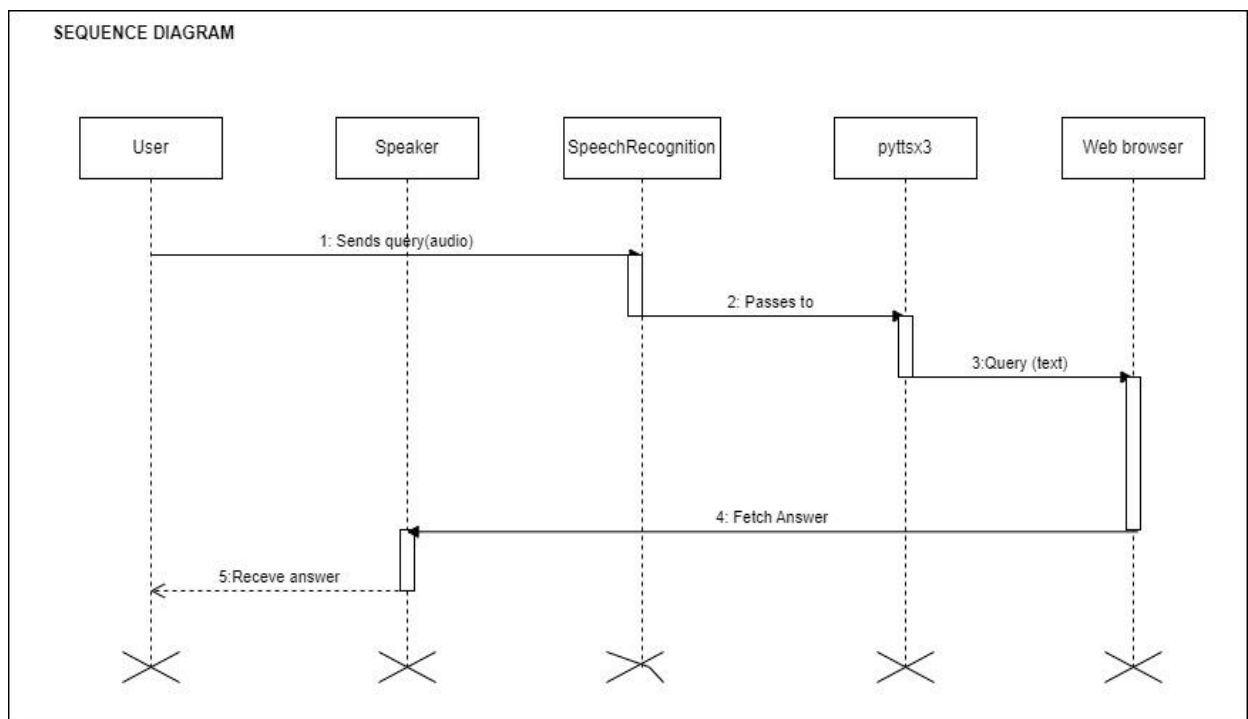 SEQUENCE DIAGRAM
User
Speaker
SpeechRecognition
pyttsx3
Web browser
1: Sends query(audio)
2: Passes to
3:Query (text)
4: Fetch Answer
5:Receve answer